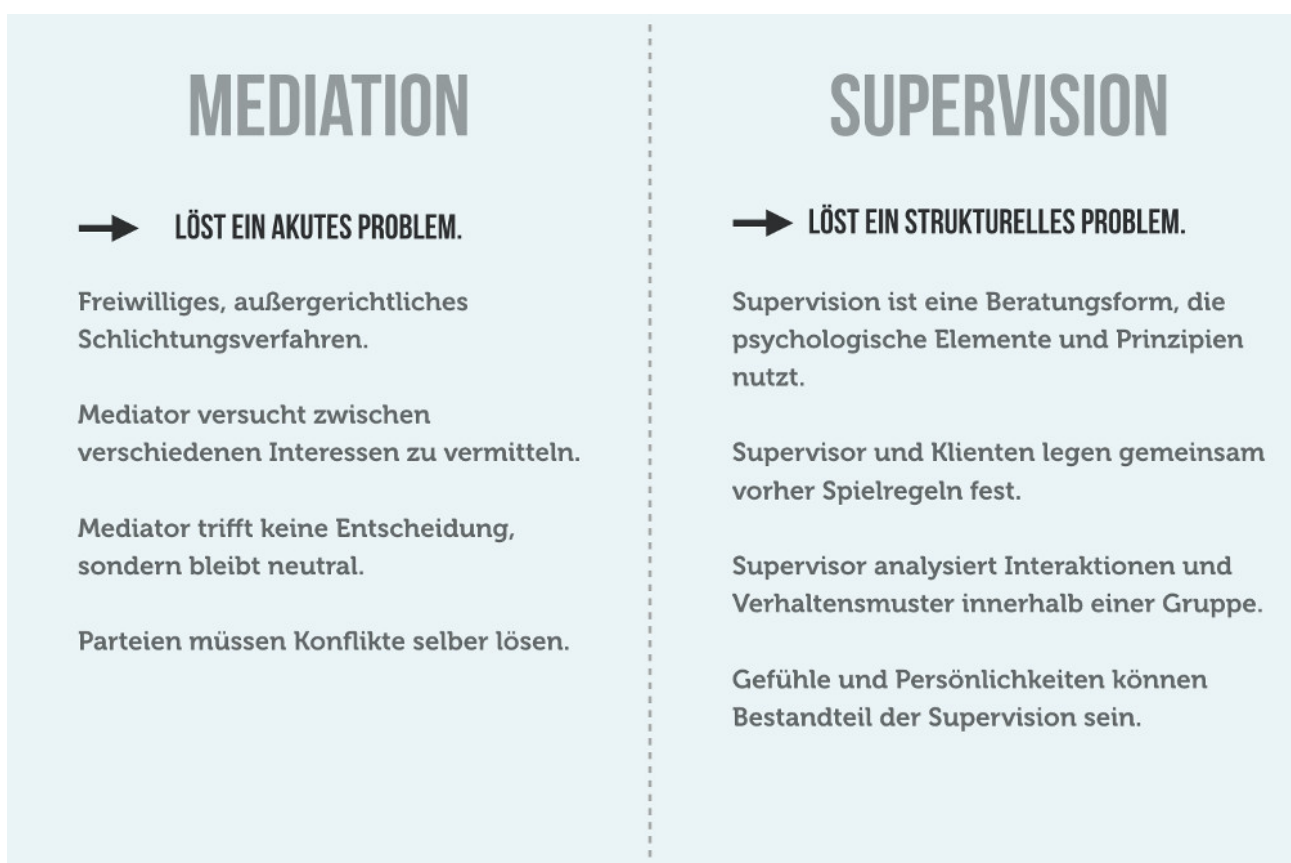 MEDIATION
LÖST EIN AKUTES PROBLEM.
Freiwilliges, außergerichtliches
Schlichtungsverfahren.
Mediator versucht zwischen
verschiedenen Interessen zu vermitteln.
Mediator trifft keine Entscheidung,
sondern bleibt neutral.
Parteien müssen Konflikte selber lösen.
SUPERVISION
LÖST EIN STRUKTURELLES PROBLEM.
Supervision ist eine Beratungsform, die
psychologische Elemente und Prinzipien
nutzt.
Supervisor und Klienten legen gemeinsam
vorher Spielregeln fest.
Supervisor analysiert Interaktionen und
Verhaltensmuster innerhalb einer Gruppe.
Gefühle und Persönlichkeiten können
Bestandteil der Supervision sein.